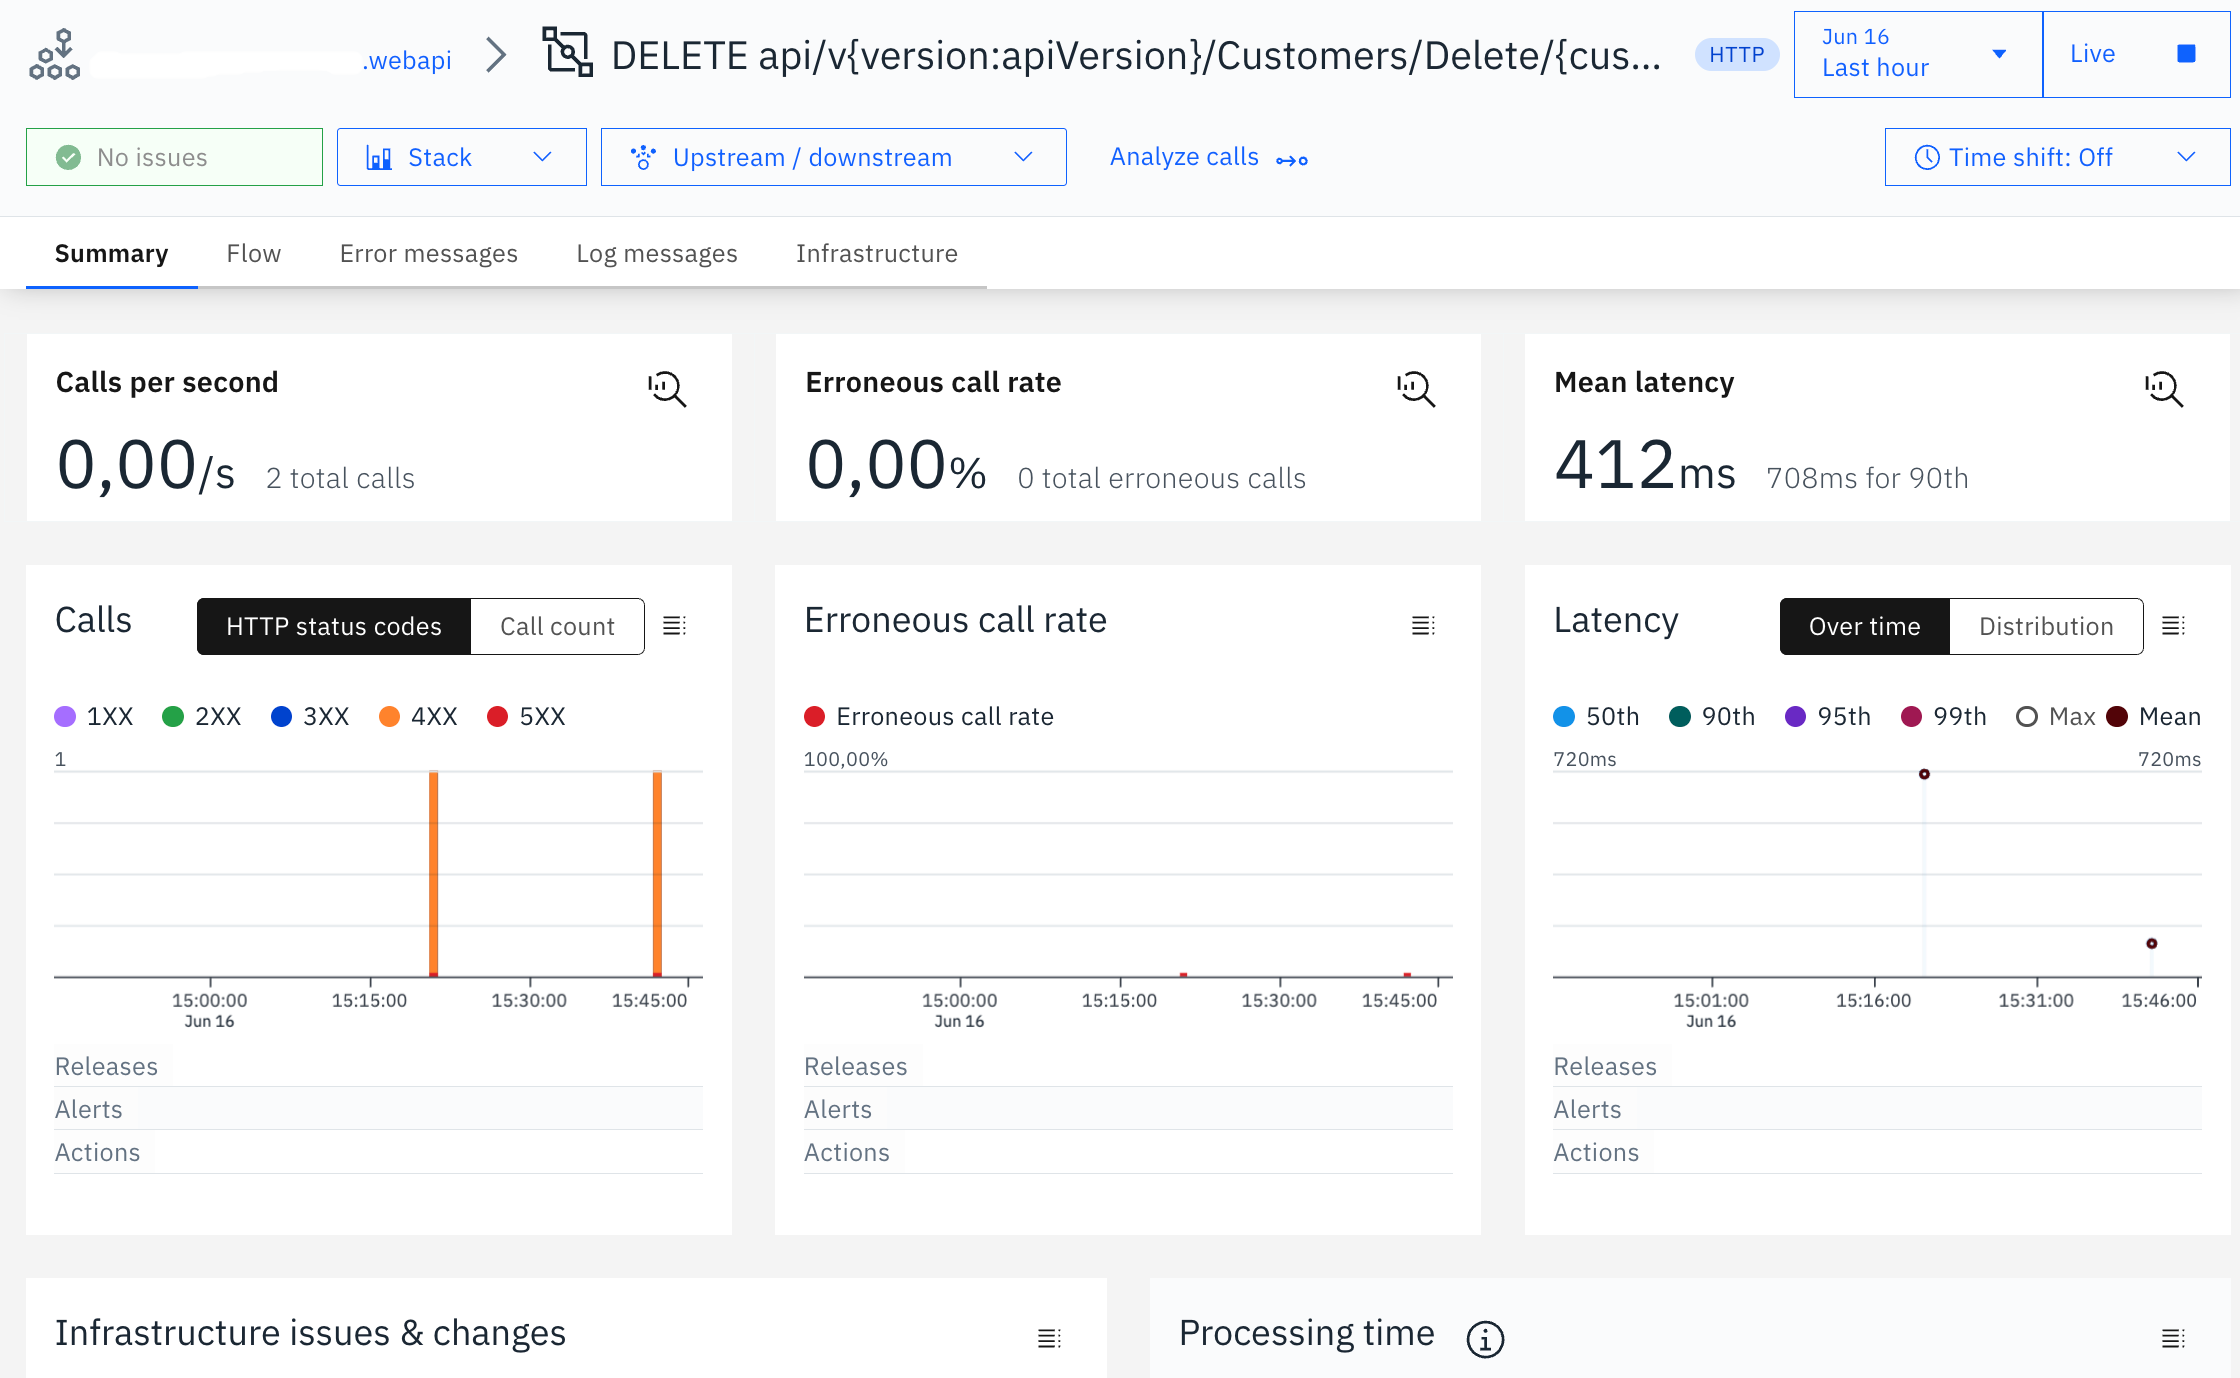 .webapi
DELETE api/v{version:apiVersion}/Customers/Delete/{cus...
HTTP
Jun 16
Last hour
Live
No issues
Stack
Upstream / downstream
Analyze calls
Time shift: Off
Summary
Flow
Error messages
Log messages
Infrastructure
Calls per second
0,00/s 2 total calls
Erroneous call rate
0,00% 0 total erroneous calls
Mean latency
412ms 708ms for 90th
Calls
HTTP status codes
Call count
1XX 2XX 3XX 4XX 5XX
1
15:00:00 15:15:00 15:30:00 15:45:00
Jun 16
Releases
Alerts
Actions
Erroneous call rate
Erroneous call rate
100,00%
15:00:00 15:15:00 15:30:00 15:45:00
Jun 16
Releases
Alerts
Actions
Latency
Over time
Distribution
50th 90th 95th 99th Max Mean
720ms 720ms
15:01:00 15:16:00 15:31:00 15:46:00
Jun 16
Releases
Alerts
Actions
Infrastructure issues & changes
Processing time